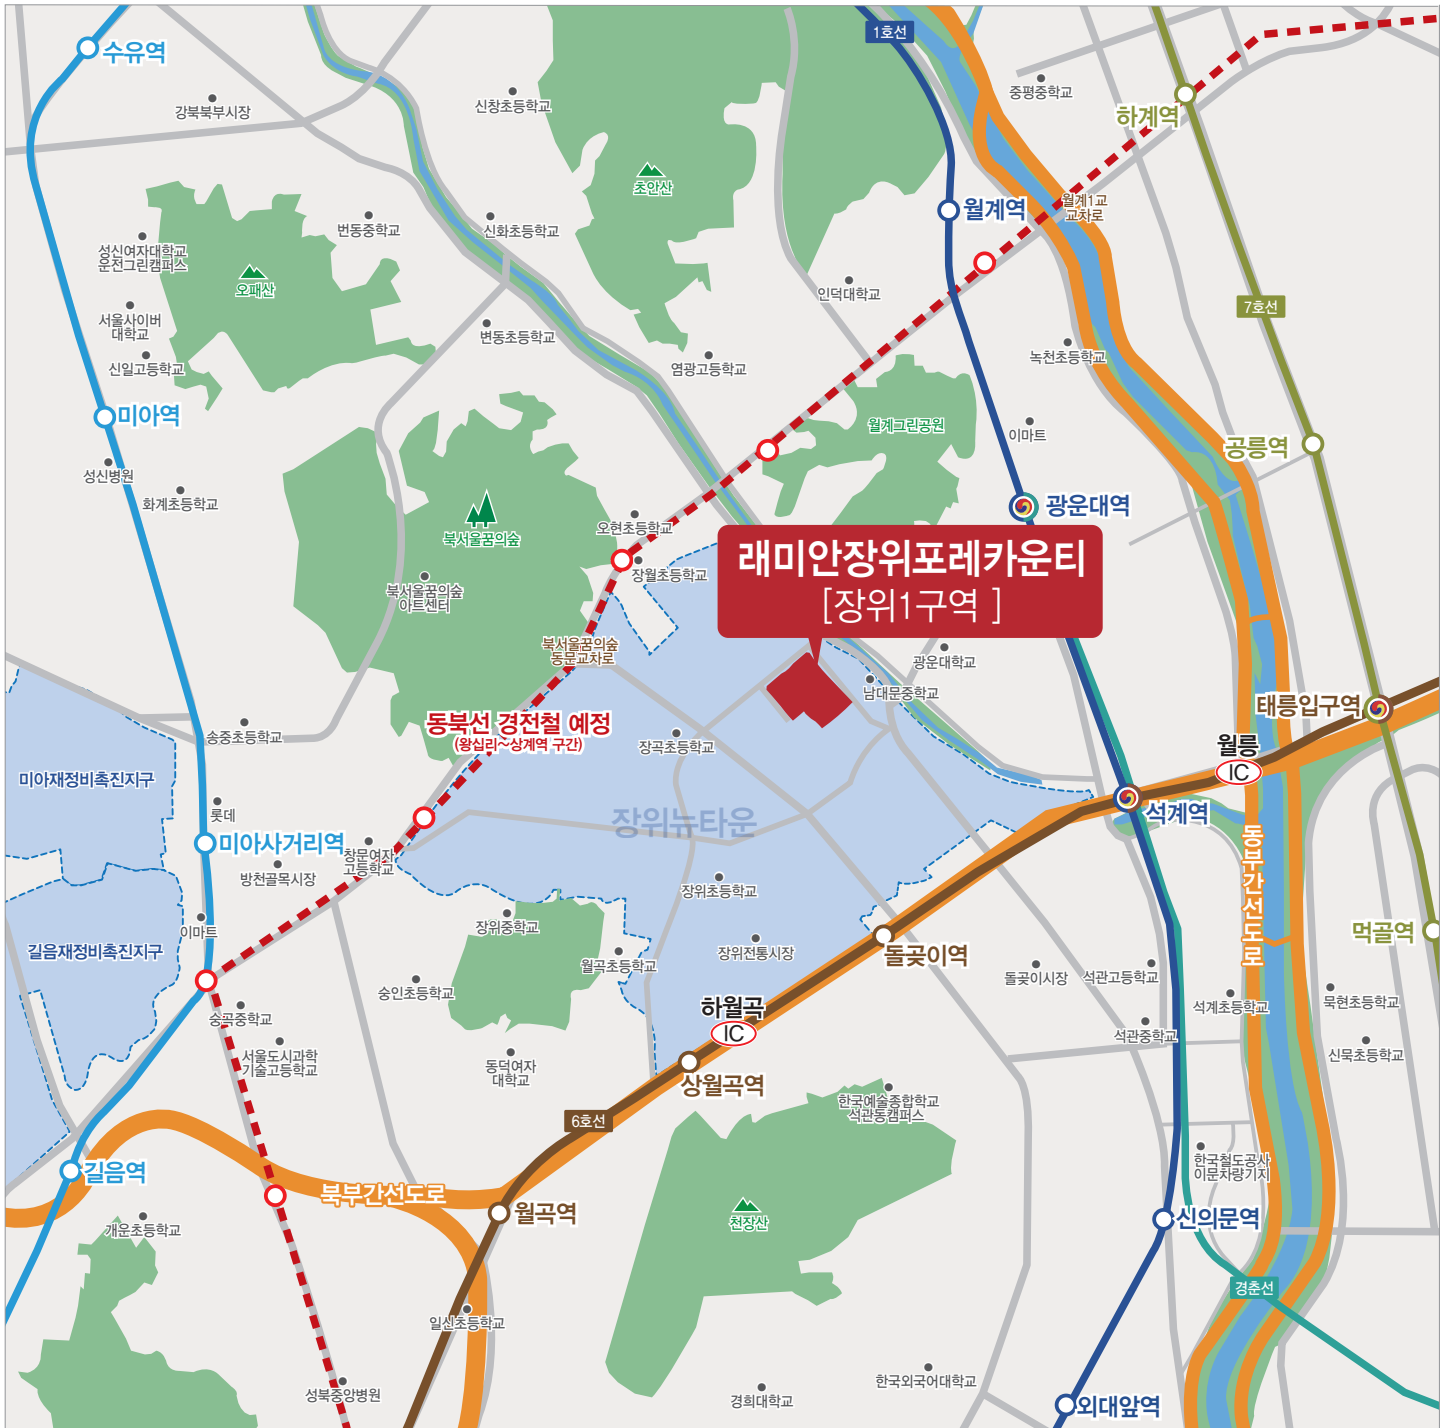 1호선
수유역
강북북부시장
신창초등학교
중평중학교
하계역
초안산
월계역
월계1교
교차로
번동중학교
신화초등학교
성신여자대학교
운전그린캠퍼스
오패산
인덕대학교
7호선
서울사이버
대학교
변동초등학교
녹천초등학교
신일고등학교
염광고등학교
미아역
월계그린공원
이마트
공릉역
성신병원
화계초등학교
광운대역
북서울꿈의숲
오현초등학교
래미안장위포레카운티
[장위1구역 ]
장월초등학교
북서울꿈의숲
아트센터
북서울꿈의숲
동문교차로
광운대학교
남대문중학교
태릉입구역
동북선 경전철 예정
(왕십리~상계역 구간)
송중초등학교
장곡초등학교
월릉
IC
미아재정비촉진지구
롯데
장위뉴타운
석계역
미아사거리역
창문여자
고등학교
방천골목시장
장위초등학교
동부간선도로
이마트
장위중학교
먹골역
길음재정비촉진지구
월곡초등학교
장위전통시장
돌곶이역
숭인초등학교
돌곶이시장
석관고등학교
숭곡중학교
하월곡
IC
석계초등학교
묵현초등학교
석관중학교
서울도시과학
기술고등학교
동덕여자
대학교
신묵초등학교
상월곡역
한국예술종합학교
석관동캠퍼스
6호선
길음역
한국철도공사
이문차량기지
북부간선도로
월곡역
천장산
신의문역
개운초등학교
경춘선
일신초등학교
성북중앙병원
경희대학교
한국외국어대학교
외대앞역